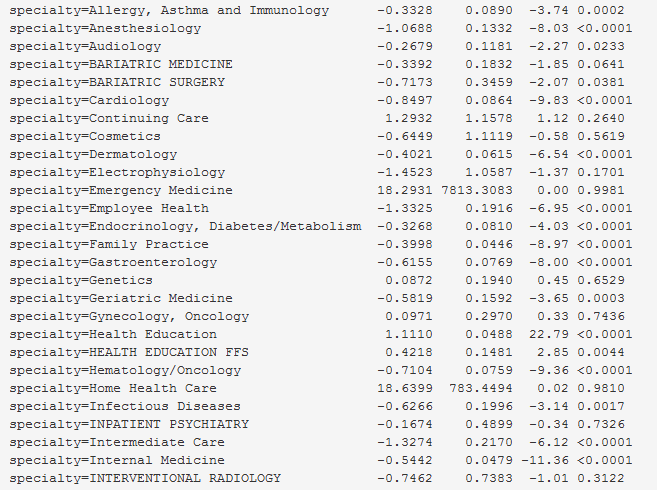 specialty=Allergy, Asthma and Immunology -0.3328 0.0890 -3.74 0.0002
specialty=Anesthesiology -1.0688 0.1332 -8.03 <0.0001
specialty=Audiology -0.2679 0.1181 -2.27 0.0233
specialty=BARIATRIC MEDICINE -0.3392 0.1832 -1.85 0.0641
specialty=BARIATRIC SURGERY -0.7173 0.3459 -2.07 0.0381
specialty=Cardiology -0.8497 0.0864 -9.83 <0.0001
specialty=Continuing Care 1.2932 1.1578 1.12 0.2640
specialty=Cosmetics -0.6449 1.1119 -0.58 0.5619
specialty=Dermatology -0.4021 0.0615 -6.54 <0.0001
specialty=Electrophysiology -1.4523 1.0587 -1.37 0.1701
specialty=Emergency Medicine 18.2931 7813.3083 0.00 0.9981
specialty=Employee Health -1.3325 0.1916 -6.95 <0.0001
specialty=Endocrinology, Diabetes/Metabolism -0.3268 0.0810 -4.03 <0.0001
specialty=Family Practice -0.3998 0.0446 -8.97 <0.0001
specialty=Gastroenterology -0.6155 0.0769 -8.00 <0.0001
specialty=Genetics 0.0872 0.1940 0.45 0.6529
specialty=Geriatric Medicine -0.5819 0.1592 -3.65 0.0003
specialty=Gynecology, Oncology 0.0971 0.2970 0.33 0.7436
specialty=Health Education 1.1110 0.0488 22.79 <0.0001
specialty=HEALTH EDUCATION FFS 0.4218 0.1481 2.85 0.0044
specialty=Hematology/Oncology -0.7104 0.0759 -9.36 <0.0001
specialty=Home Health Care 18.6399 783.4494 0.02 0.9810
specialty=Infectious Diseases -0.6266 0.1996 -3.14 0.0017
specialty=INPATIENT PSYCHIATRY -0.1674 0.4899 -0.34 0.7326
specialty=Intermediate Care -1.3274 0.2170 -6.12 <0.0001
specialty=Internal Medicine -0.5442 0.0479 -11.36 <0.0001
specialty=INTERVENTIONAL RADIOLOGY -0.7462 0.7383 -1.01 0.3122